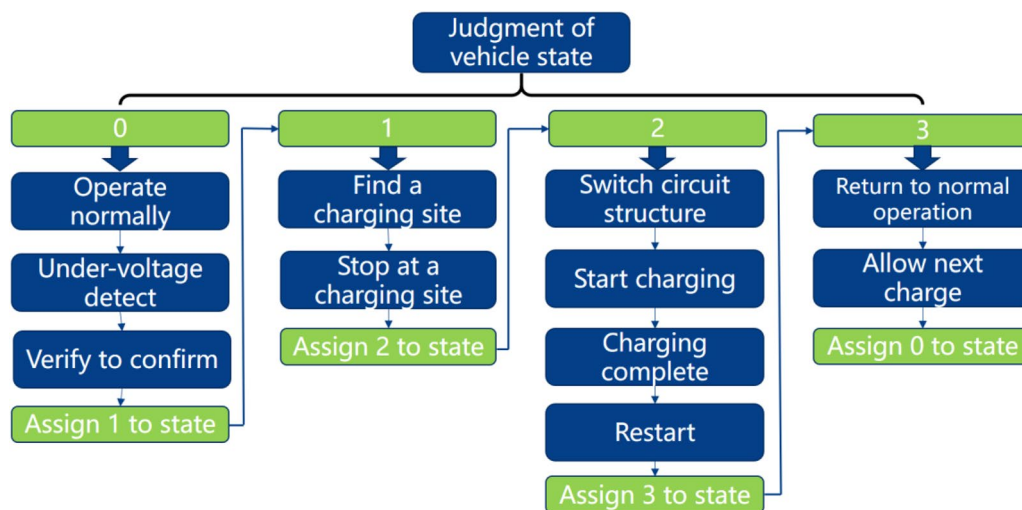 Judgment of
vehicle state
0
Operate
normally
Under-voltage
detect
Verify to confirm
Assign 1 to state
1
Find a
charging site
Stop at a
charging site
Assign 2 to state
2
Switch circuit
structure
Start charging
Charging
complete
Restart
Assign 3 to state
3
Return to normal
operation
Allow next
charge
Assign 0 to state